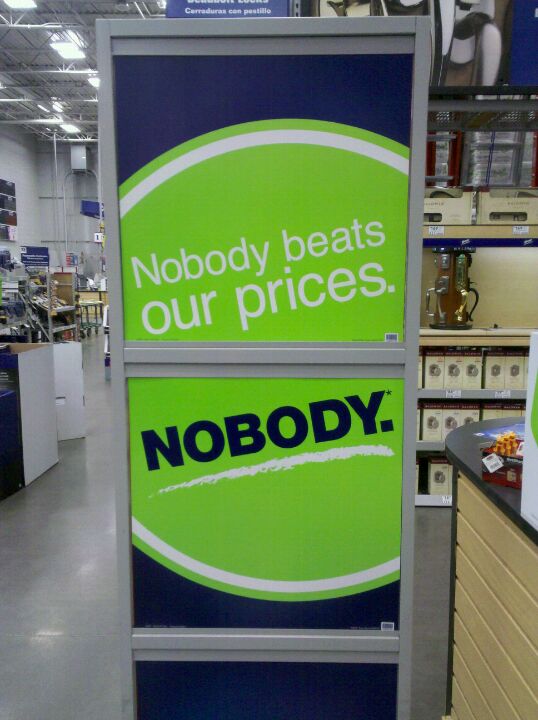 Cerraduras con pestillo
Nobody beats
our prices.
NOBODY.*